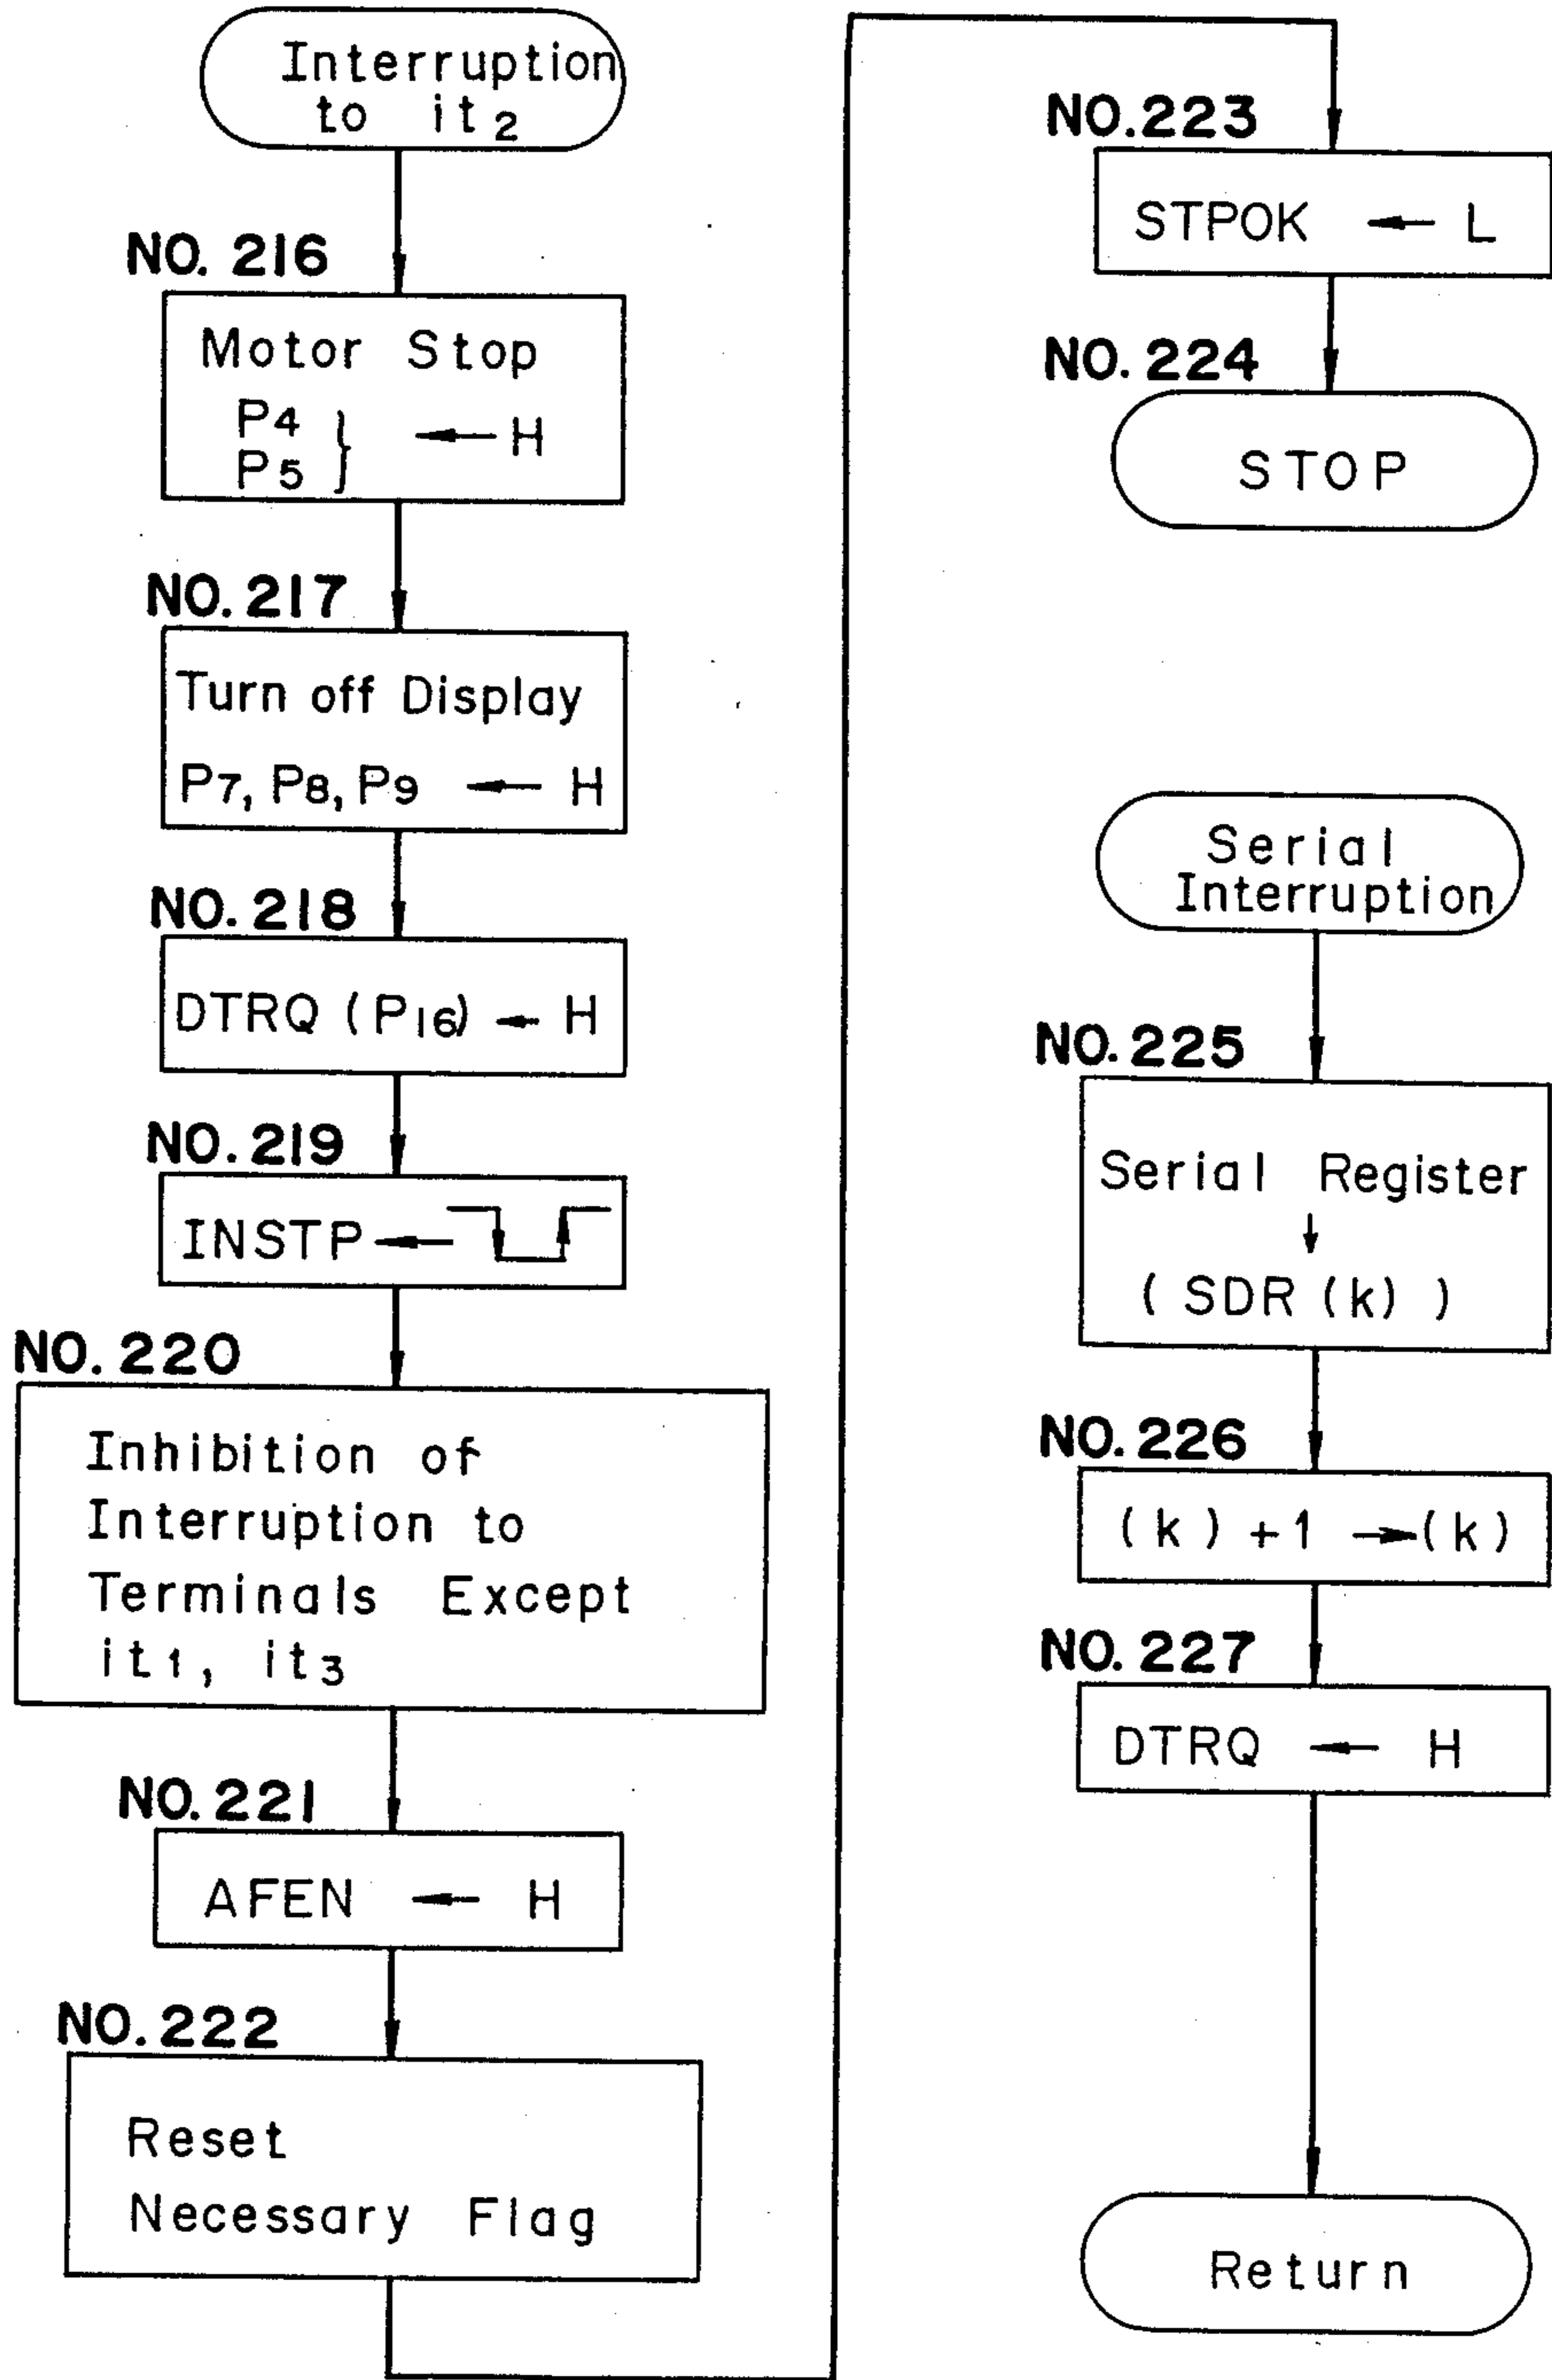 Interruption
to it2
NO. 216
Motor Stop
P4
P5 } ← H
NO. 217
Turn off Display
P7, P8, P9 ← H
NO. 218
DTRQ (P16) ← H
NO. 219
INSTP ←
NO. 220
Inhibition of
Interruption to
Terminals Except
it1, it3
NO. 221
AFEN ← H
NO. 222
Reset
Necessary Flag
NO. 223
STPOK ← L
NO. 224
STOP
Serial
Interruption
NO. 225
Serial Register
↓
( SDR (k) )
NO. 226
(k) + 1 → (k)
NO. 227
DTRQ ← H
Return